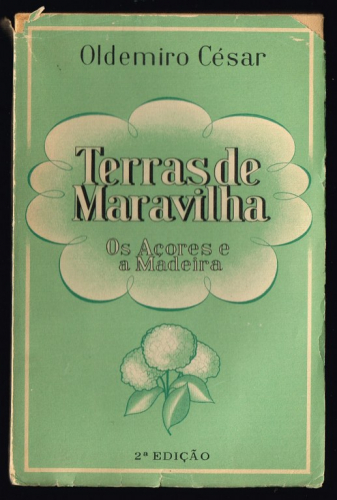 Oldemiro César
Terras de
Maravilha
Os Açores e
a Madeira
2ª EDIÇÃO